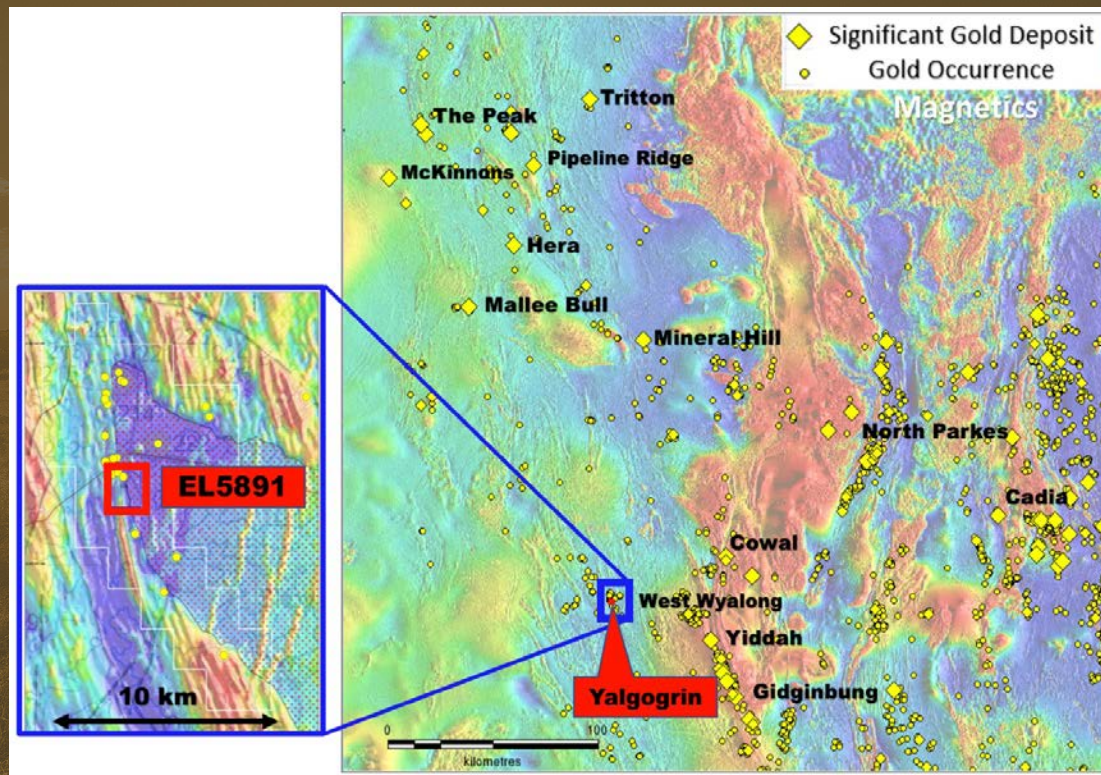 Significant Gold Deposit
Gold Occurrence
Magnetics
Tritton
The Peak
Pipeline Ridge
McKinnons
Hera
Mallee Bull
Mineral Hill
North Parkes
Cadia
Cowal
West Wyalong
Yiddah
Yalgogrin
Gidginbung
0 100
kilometres
EL5891
10 km